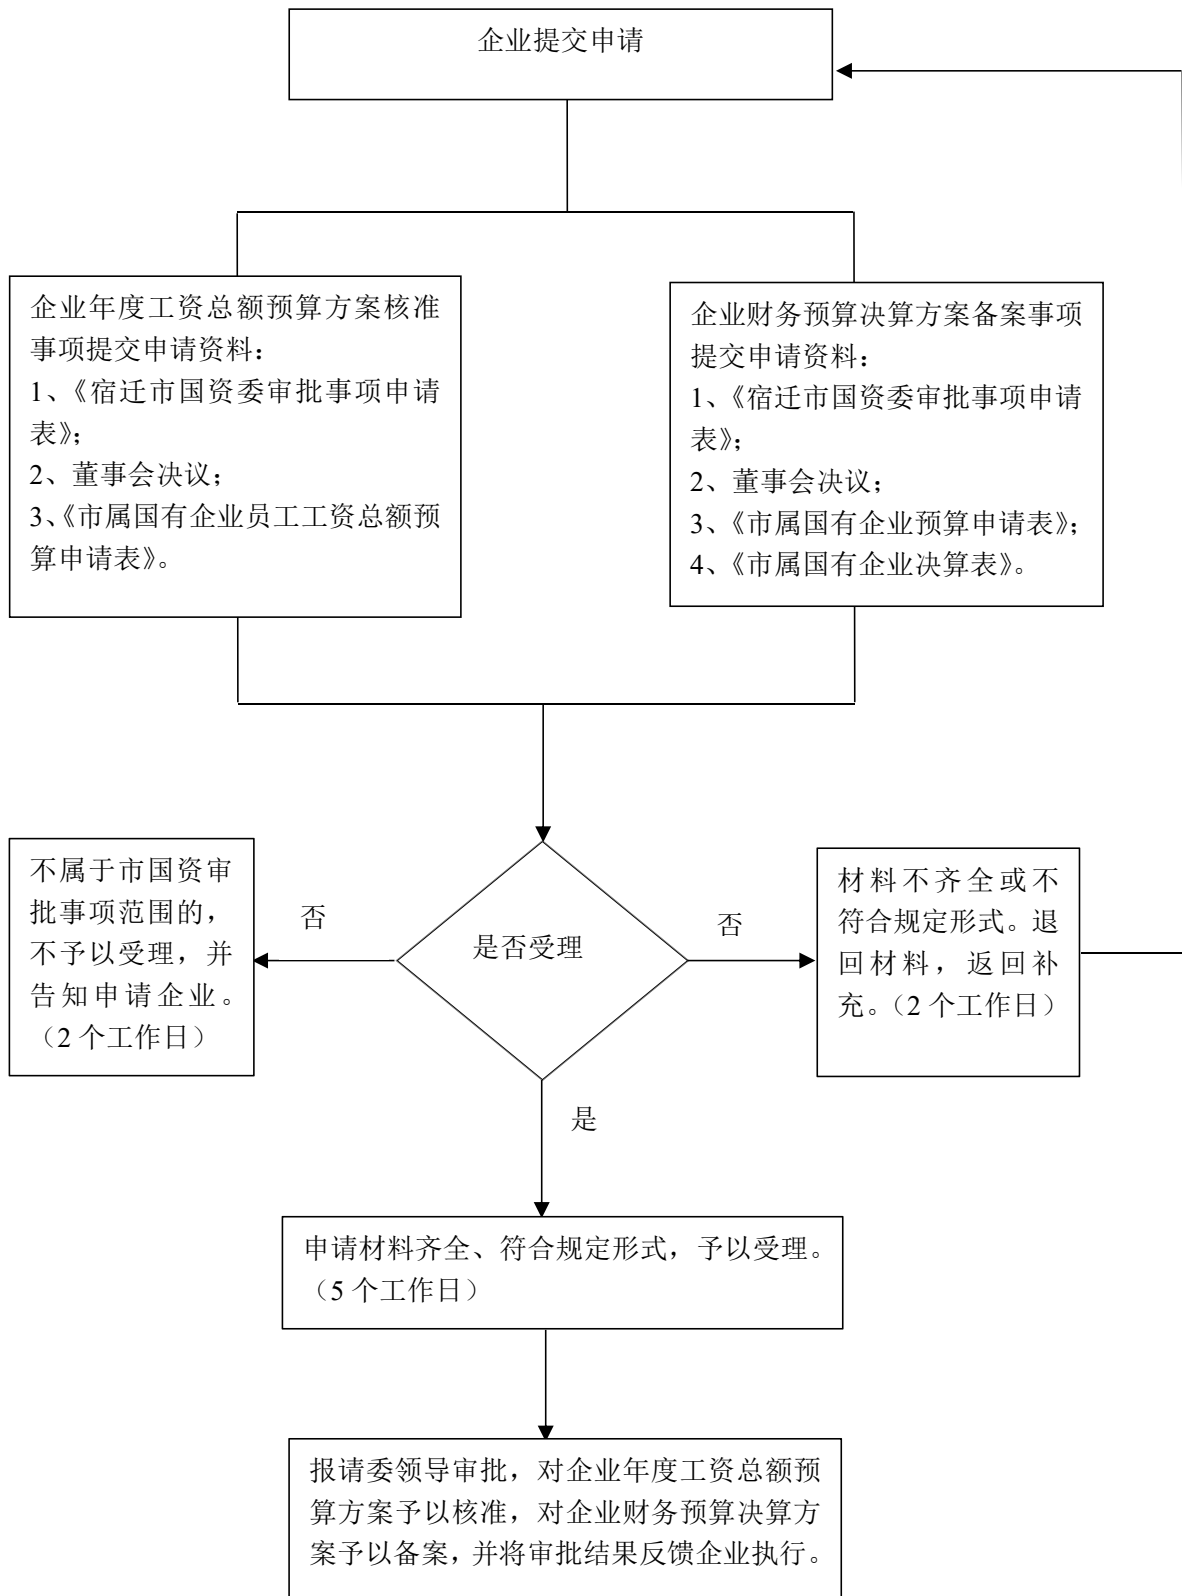 企业提交申请
企业年度工资总额预算方案核准
事项提交申请资料：
1、《宿迁市国资委审批事项申请
表》；
2、董事会决议；
3、《市属国有企业员工工资总额预
算申请表》。
企业财务预算决算方案备案事项
提交申请资料：
1、《宿迁市国资委审批事项申请
表》；
2、董事会决议；
3、《市属国有企业预算申请表》；
4、《市属国有企业决算表》。
不属于市国资审
批事项范围的，
不予以受理，并
告知申请企业。
（2 个工作日）
否
是否受理
否
材料不齐全或不
符合规定形式。退
回材料，返回补
充。（2 个工作日）
是
申请材料齐全、符合规定形式，予以受理。
（5 个工作日）
报请委领导审批，对企业年度工资总额预
算方案予以核准，对企业财务预算决算方
案予以备案，并将审批结果反馈企业执行。